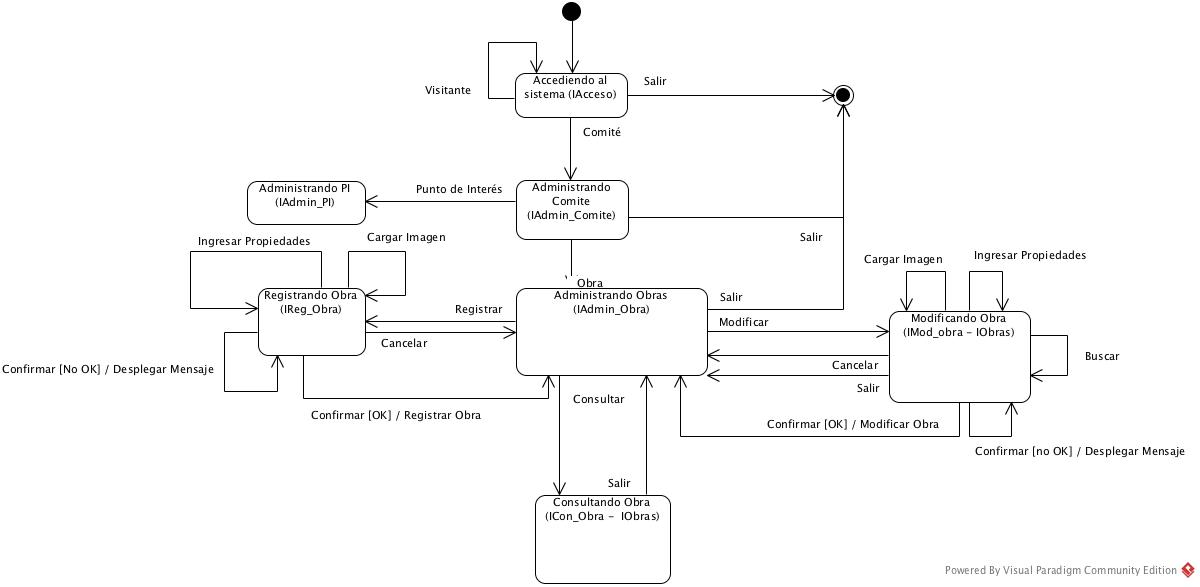 Accediendo al
sistema (IAcceso)
Visitante
Salir
Comité
Administrando
Comite
(IAdmin_Comite)
Punto de Interés
Administrando PI
(IAdmin_PI)
Salir
Obra
Ingresar Propiedades
Cargar Imagen
Registrando Obra
(IReg_Obra)
Registrar
Cancelar
Confirmar [No OK] / Desplegar Mensaje
Confirmar [OK] / Registrar Obra
Administrando Obras
(IAdmin_Obra)
Salir
Modificar
Cargar Imagen
Ingresar Propiedades
Modificando Obra
(IMod_obra - IObras)
Buscar
Cancelar
Salir
Confirmar [OK] / Modificar Obra
Confirmar [no OK] / Desplegar Mensaje
Consultar
Salir
Consultando Obra
(ICon_Obra - IObras)
Powered By Visual Paradigm Community Edition